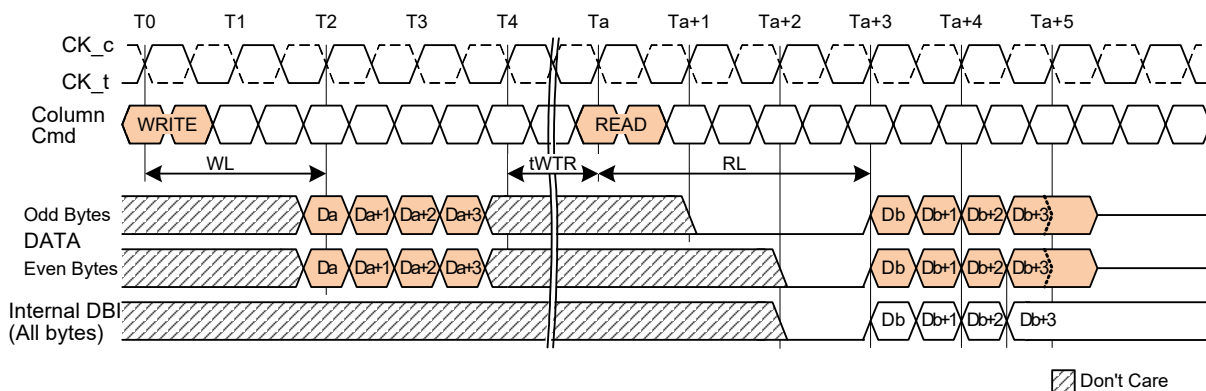 T0 T1 T2 T3 T4 Ta Ta+1 Ta+2 Ta+3 Ta+4 Ta+5
CK_c
CK_t
Column
Cmd
WRITE READ
WL tWTR RL
Odd Bytes Da Da+1 Da+2 Da+3 Db Db+1 Db+2 Db+3
DATA
Even Bytes Da Da+1 Da+2 Da+3 Db Db+1 Db+2 Db+3
Internal DBI
(All bytes)
Db Db+1 Db+2 Db+3
Don't Care